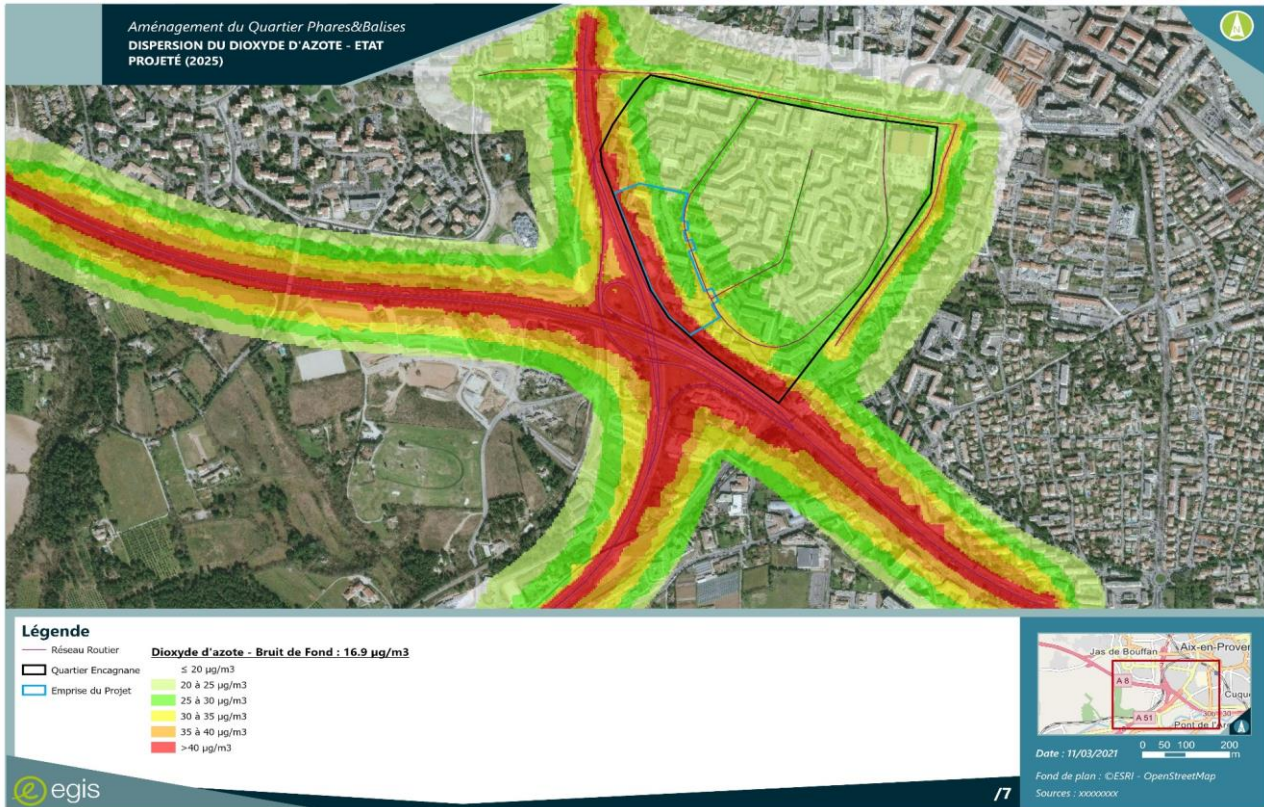 Aménagement du Quartier Phares&Balises
DISPERSION DU DIOXYDE D'AZOTE - ETAT
PROJETÉ (2025)
Légende
Réseau Routier
Quartier Encagnane
Emprise du Projet
Dioxyde d'azote - Bruit de Fond : 16.9 µg/m3
≤ 20 µg/m3
20 à 25 µg/m3
25 à 30 µg/m3
30 à 35 µg/m3
35 à 40 µg/m3
>40 µg/m3
Jas de Bouffan
Aix-en-Proven
A 8
Cuqu
A 51
Pont de l'Ar
Date : 11/03/2021
0 50 100 200
m
Fond de plan : ©ESRI - OpenStreetMap
Sources : xxxxxxxx
egis
/7